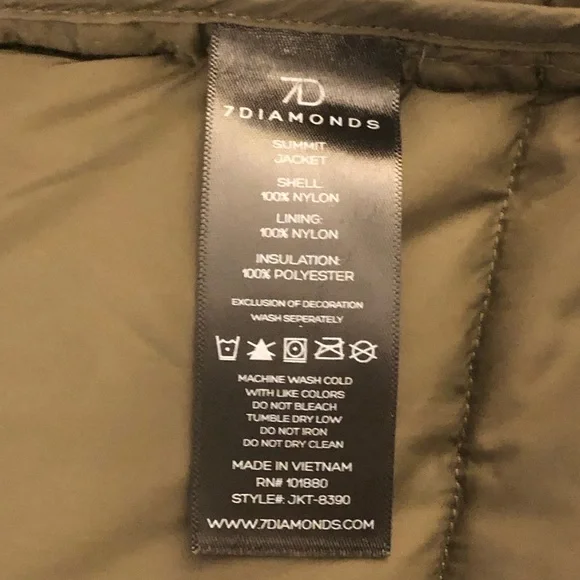 7D
7DIAMONDS
SUMMIT
JACKET
SHELL:
100% NYLON
LINING:
100% NYLON
INSULATION:
100% POLYESTER
EXCLUSION OF DECORATION
WASH SEPERATELY
MACHINE WASH COLD
WITH LIKE COLORS
DO NOT BLEACH
TUMBLE DRY LOW
DO NOT IRON
DO NOT DRY CLEAN
MADE IN VIETNAM
RN# 101880
STYLE#: JKT-8390
WWW.7DIAMONDS.COM